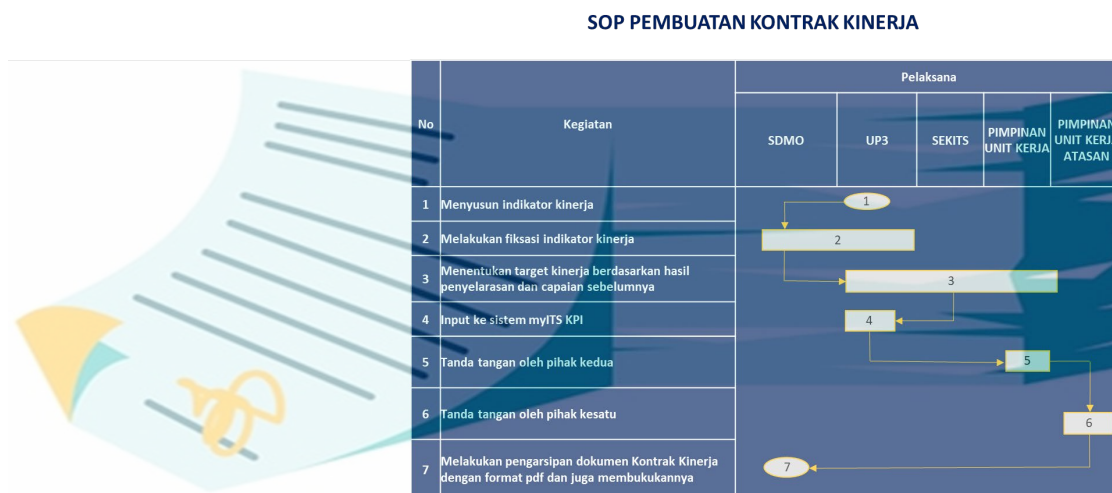 SOP PEMBUATAN KONTRAK KINERJA
Pelaksana
No
Kegiatan
SDMO
UP3
SEKITS
PIMPINAN
UNIT KERJA
PIMPINAN
UNIT KERJA
ATASAN
1
Menyusun indikator kinerja
1
2
Melakukan fiksasi indikator kinerja
2
3
Menentukan target kinerja berdasarkan hasil
penyelarasan dan capaian sebelumnya
3
4
Input ke sistem myITS KPI
4
5
Tanda tangan oleh pihak kedua
5
6
Tanda tangan oleh pihak kesatu
6
7
Melakukan pengarsipan dokumen Kontrak Kinerja
dengan format pdf dan juga membukukannya
7